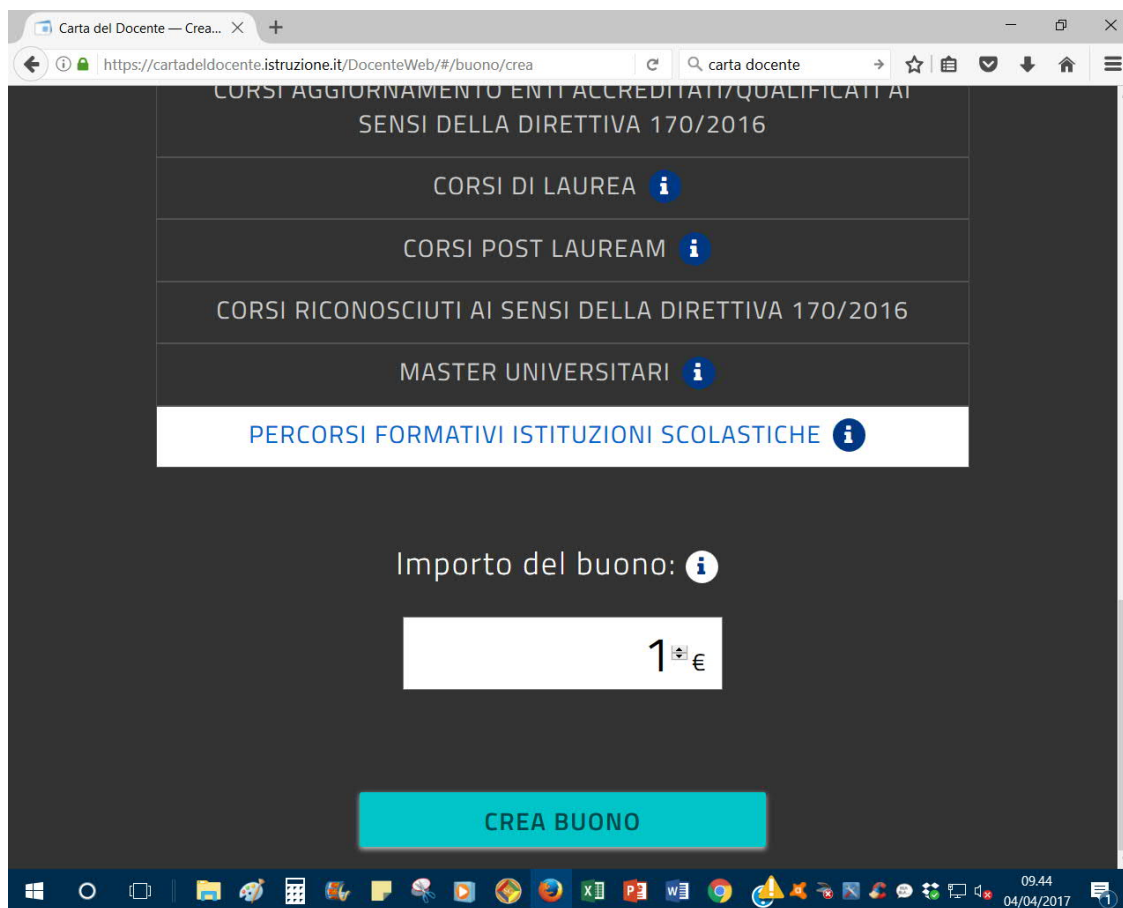 Carta del Docente — Crea...
https://cartadeldocente.istruzione.it/DocenteWeb/#/buono/crea
carta docente
CORSI AGGIORNAMENTO ENTI ACCREDITATI/QUALIFICATI AI
SENSI DELLA DIRETTIVA 170/2016
CORSI DI LAUREA
CORSI POST LAUREAM
CORSI RICONOSCIUTI AI SENSI DELLA DIRETTIVA 170/2016
MASTER UNIVERSITARI
PERCORSI FORMATIVI ISTITUZIONI SCOLASTICHE
Importo del buono:
1 €
CREA BUONO
09.44
04/04/2017